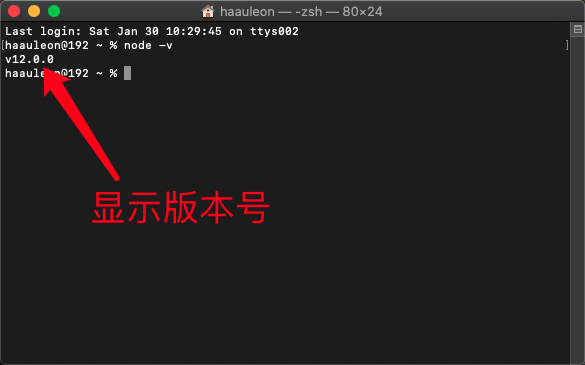 haauleon — -zsh — 80×24
Last login: Sat Jan 30 10:29:45 on ttys002
[haauleon@192 ~ % node -v ]
v12.0.0
haauleon@192 ~ %
显示版本号